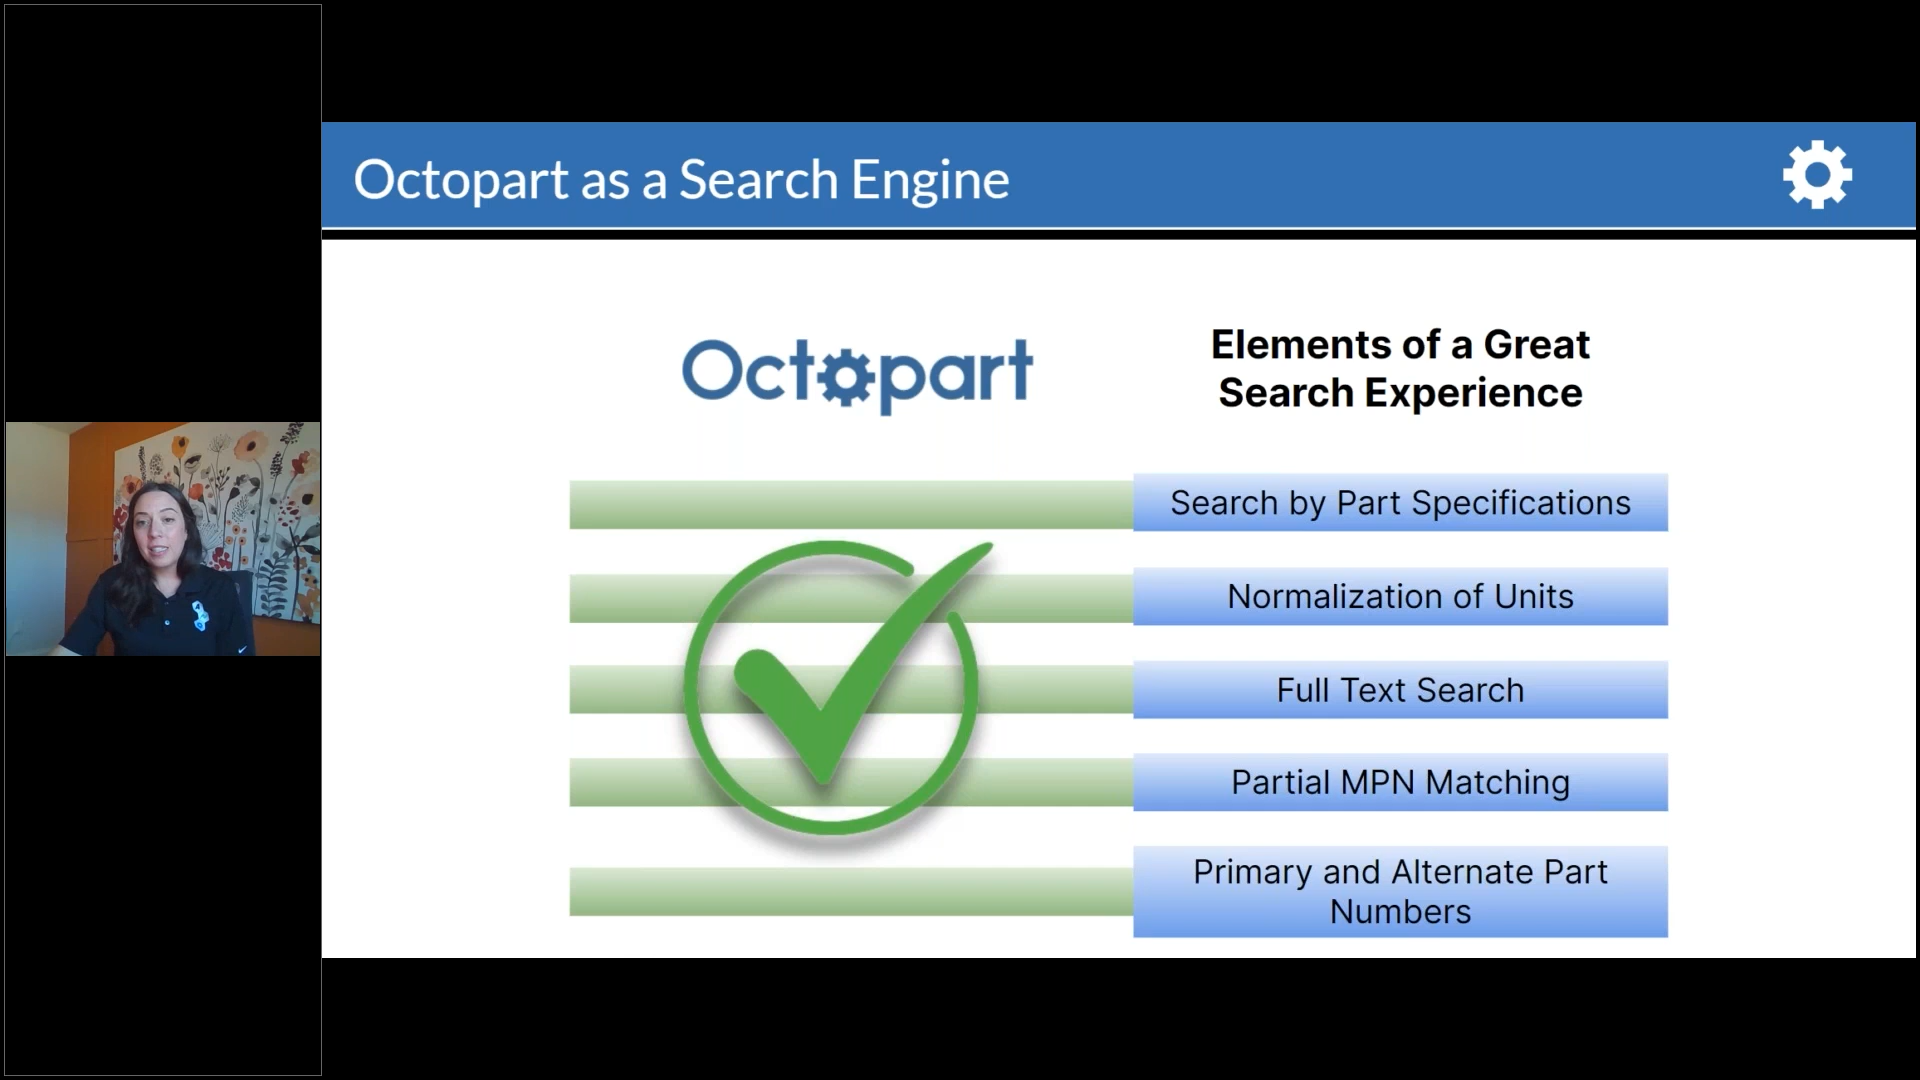 Octopart as a Search Engine
Octopart
Elements of a Great
Search Experience
Search by Part Specifications
Normalization of Units
Full Text Search
Partial MPN Matching
Primary and Alternate Part
Numbers